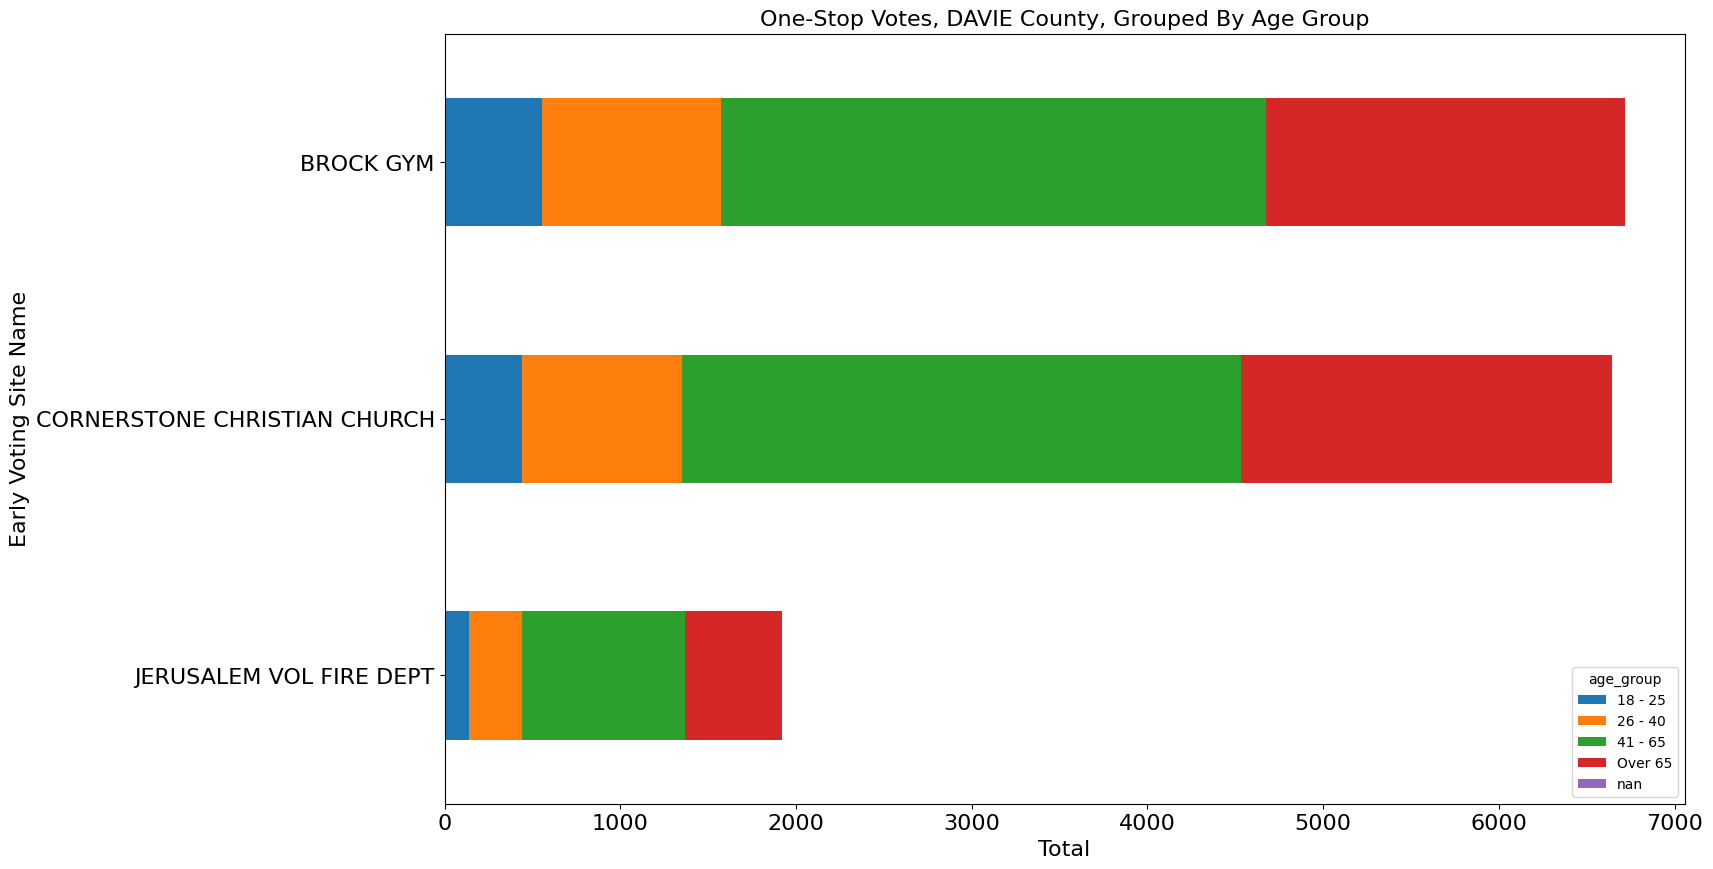 One-Stop Votes, DAVIE County, Grouped By Age Group
Early Voting Site Name
BROCK GYM
CORNERSTONE CHRISTIAN CHURCH
JERUSALEM VOL FIRE DEPT
age_group
18 - 25
26 - 40
41 - 65
Over 65
nan
0 1000 2000 3000 4000 5000 6000 7000
Total